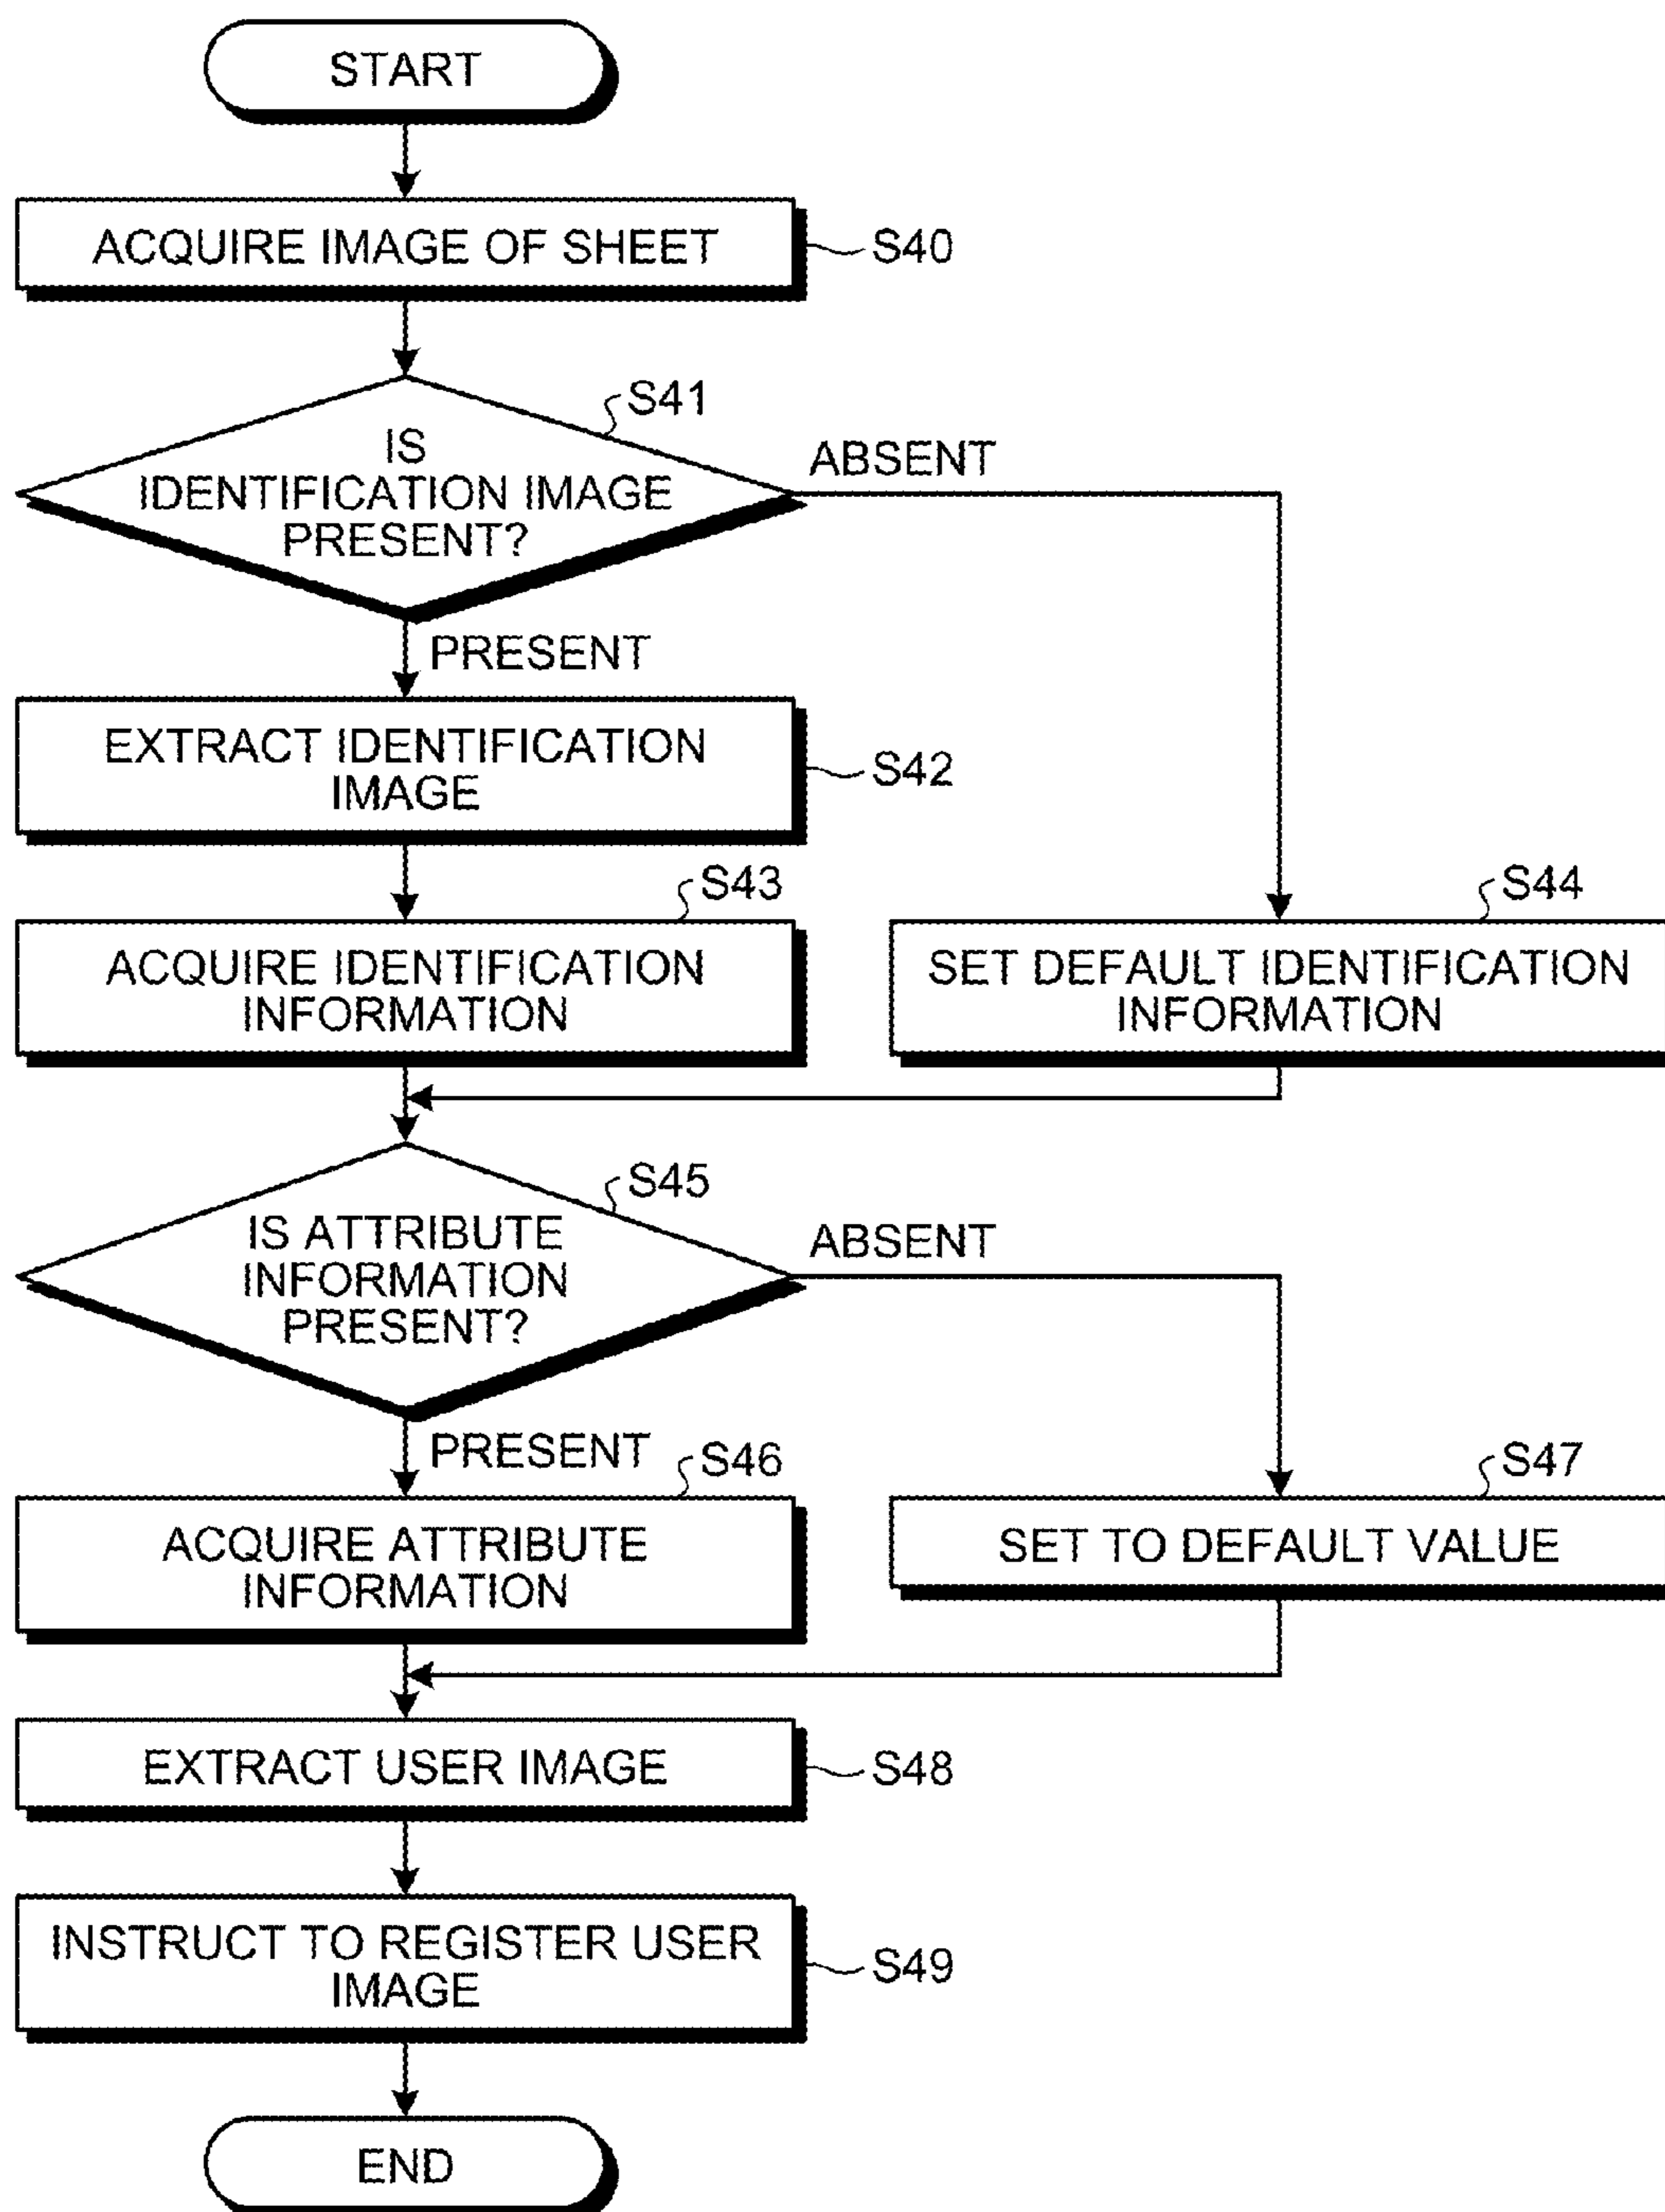 START
ACQUIRE IMAGE OF SHEET
S40
S41
IS
IDENTIFICATION IMAGE
PRESENT?
ABSENT
PRESENT
EXTRACT IDENTIFICATION
IMAGE
S42
S43
ACQUIRE IDENTIFICATION
INFORMATION
S44
SET DEFAULT IDENTIFICATION
INFORMATION
S45
IS ATTRIBUTE
INFORMATION
PRESENT?
ABSENT
PRESENT
S46
ACQUIRE ATTRIBUTE
INFORMATION
S47
SET TO DEFAULT VALUE
EXTRACT USER IMAGE
S48
INSTRUCT TO REGISTER USER
IMAGE
S49
END